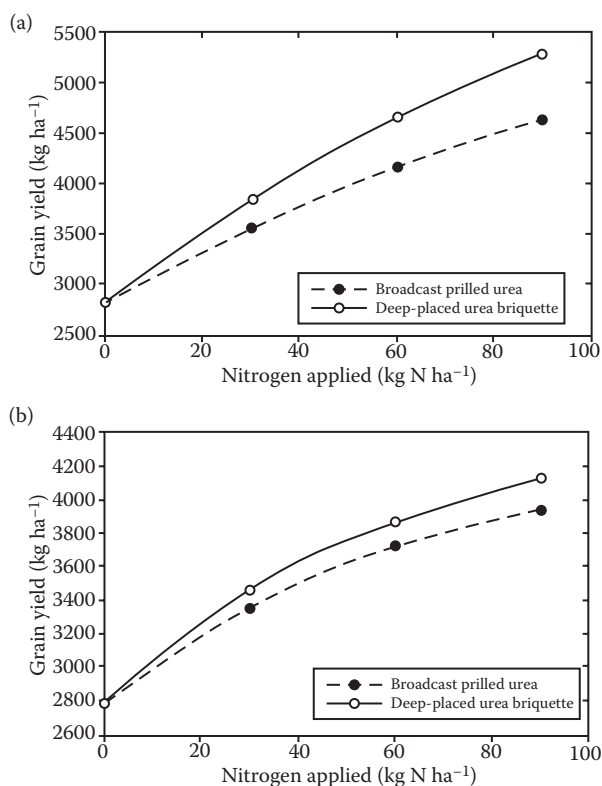 (a)
5500
5000
4500
4000
3500
3000
2500
Grain yield (kg ha⁻¹)
Broadcast prilled urea
Deep-placed urea briquette
0 20 40 60 80 100
Nitrogen applied (kg N ha⁻¹)
(b)
4400
4200
4000
3800
3600
3400
3200
3000
2800
2600
Grain yield (kg ha⁻¹)
Broadcast prilled urea
Deep-placed urea briquette
0 20 40 60 80 100
Nitrogen applied (kg N ha⁻¹)